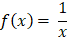 f(x) = 1/x